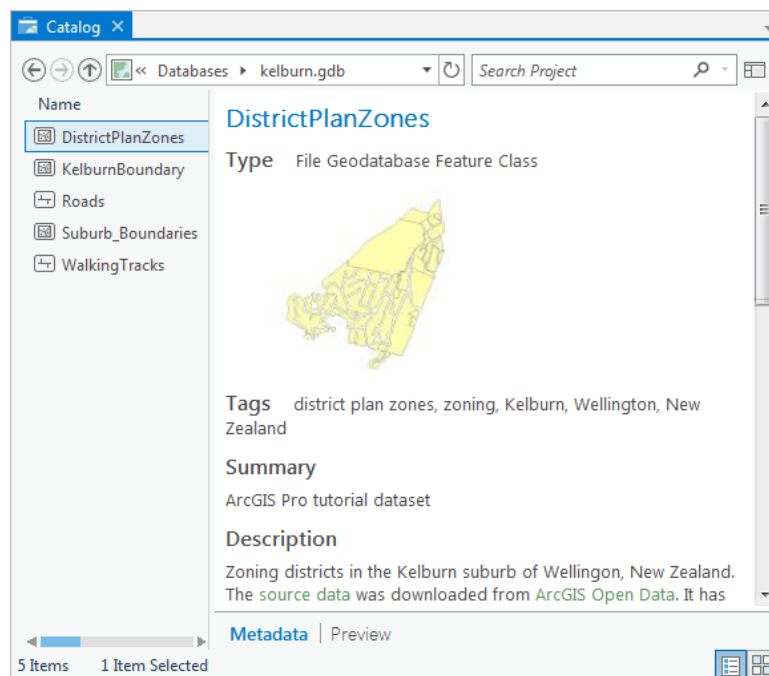 Catalog
Databases kelburn.gdb
Search Project
Name
DistrictPlanZones
KelburnBoundary
Roads
Suburb_Boundaries
WalkingTracks
DistrictPlanZones
Type File Geodatabase Feature Class
Tags district plan zones, zoning, Kelburn, Wellington, New
Zealand
Summary
ArcGIS Pro tutorial dataset
Description
Zoning districts in the Kelburn suburb of Wellingon, New Zealand.
The source data was downloaded from ArcGIS Open Data. It has
Metadata | Preview
5 Items 1 Item Selected